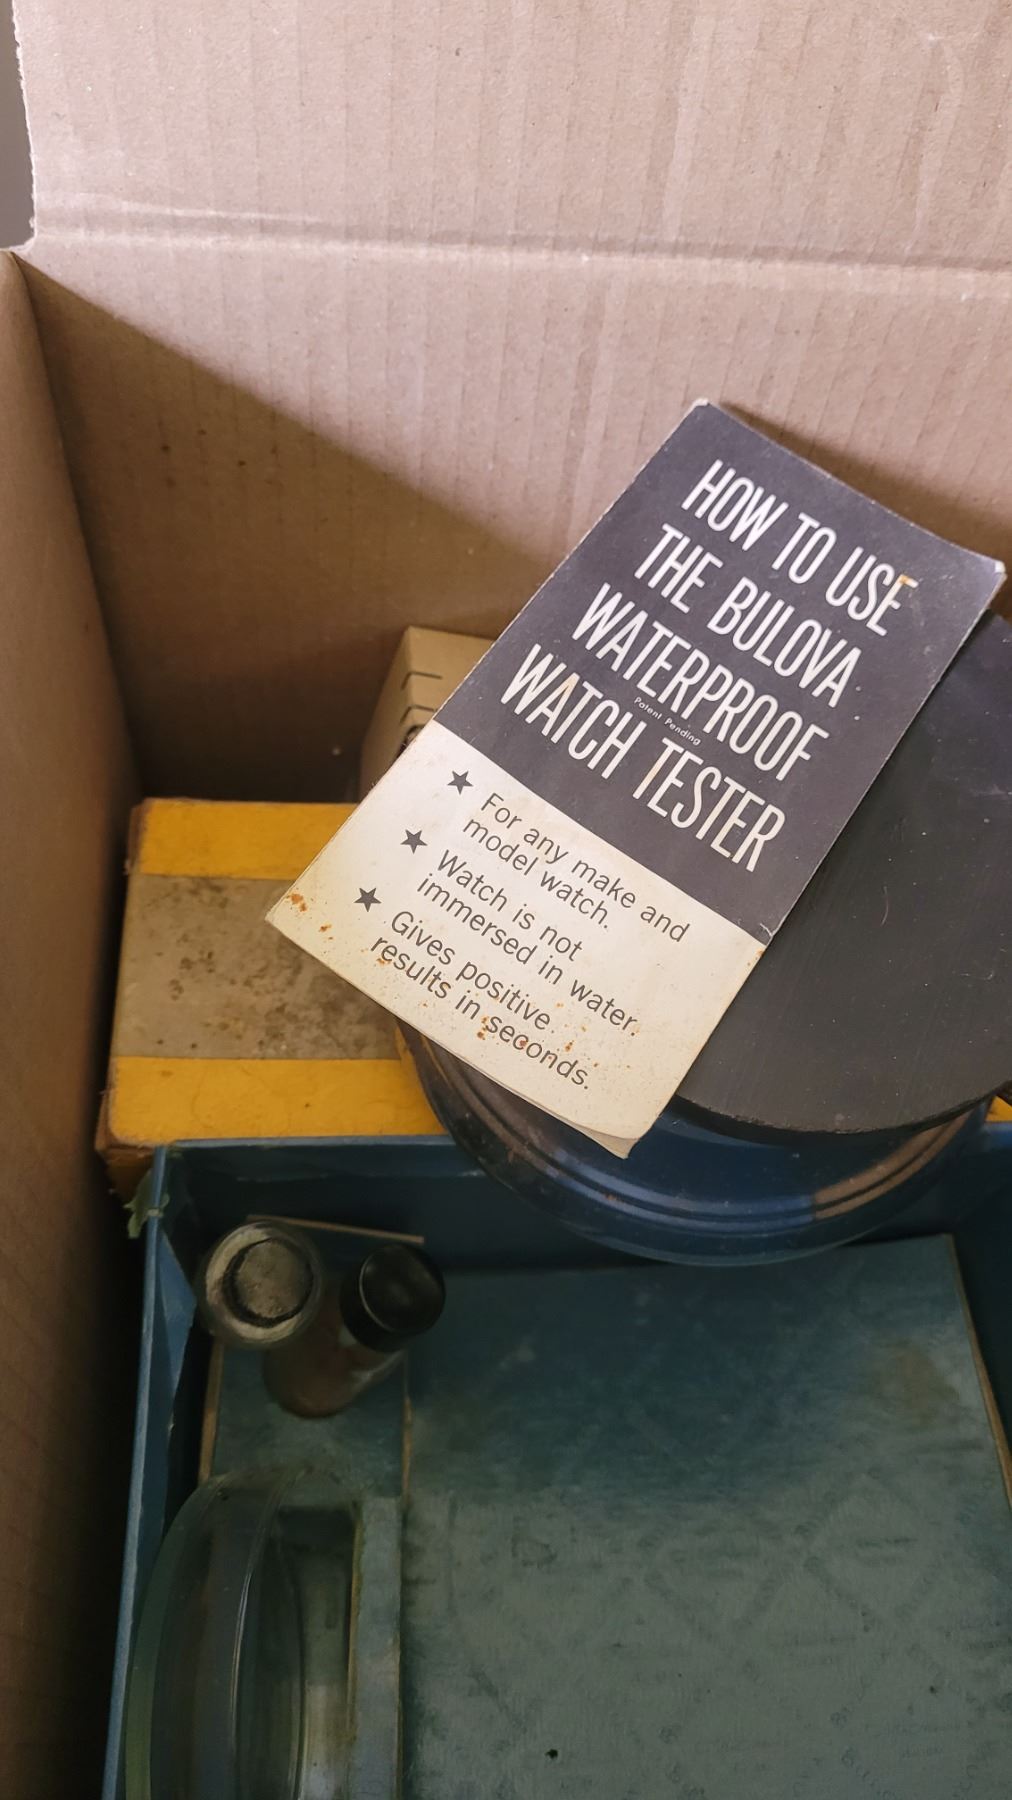 HOW TO USE
THE BULOVA
WATERPROOF
Patent Pending
WATCH TESTER
★ For any make and
model watch.
★ Watch is not
immersed in water.
★ Gives positive
results in seconds.